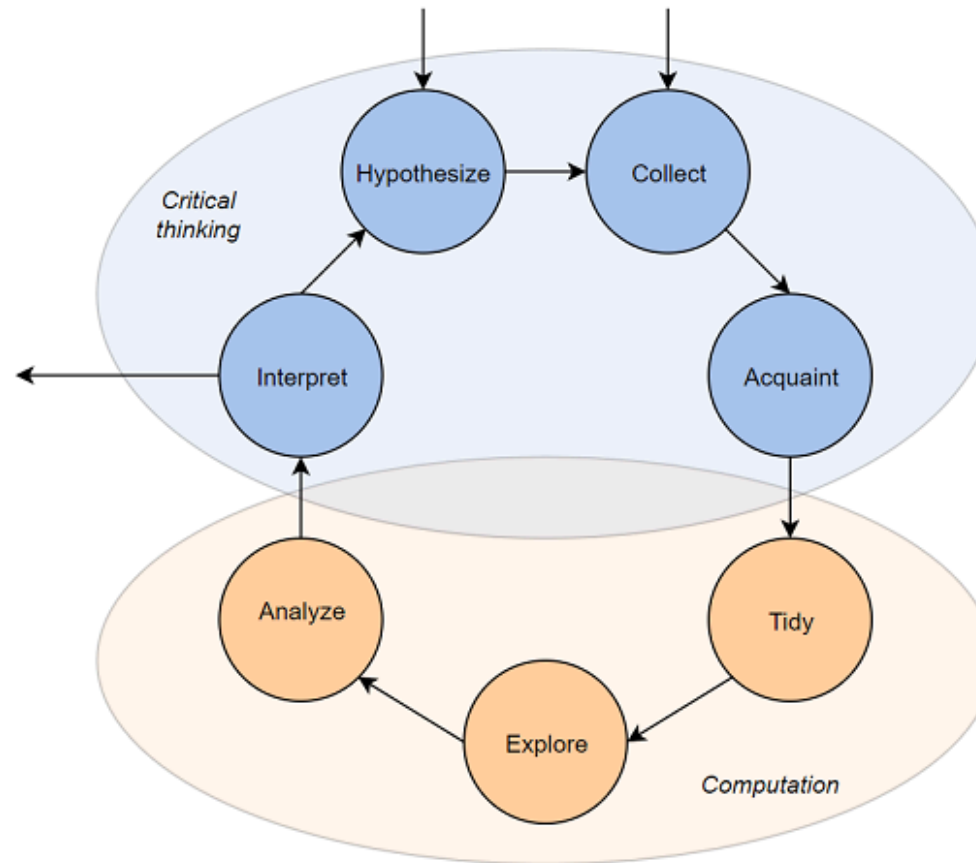 Hypothesize
Collect
Critical
thinking
Interpret
Acquaint
Analyze
Tidy
Explore
Computation